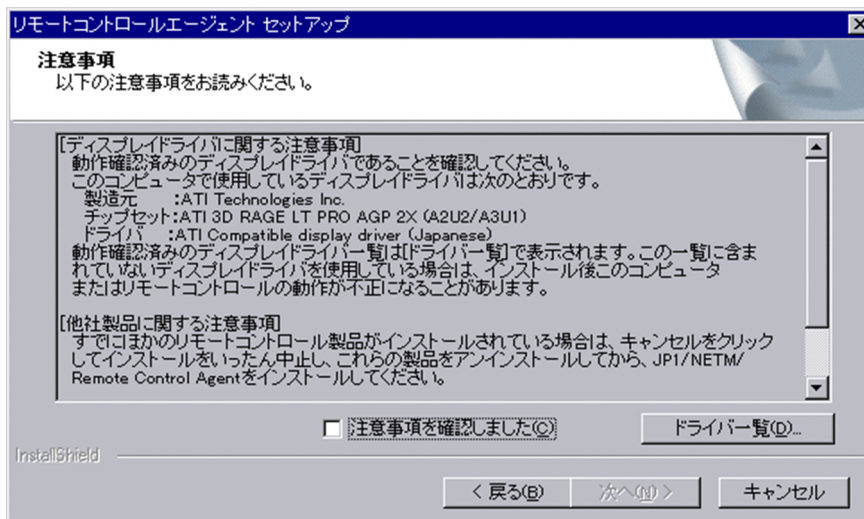 リモートコントロールエージェント セットアップ
注意事項
以下の注意事項をお読みください。
[ディスプレイドライバに関する注意事項]
動作確認済みのディスプレイドライバであることを確認してください。
このコンピュータで使用しているディスプレイドライバは次のとおりです。
製造元　:ATI Technologies Inc.
チップセット:ATI 3D RAGE LT PRO AGP 2X (A2U2/A3U1)
ドライバ　:ATI Compatible display driver (Japanese)
動作確認済みのディスプレイドライバ一覧は[ドライバ一覧]で表示されます。この一覧に含ま
れていないディスプレイドライバを使用している場合は、インストール後このコンピュータ
またはリモートコントロールの動作が不正になることがあります。
[他社製品に関する注意事項]
すでにほかのリモートコントロール製品がインストールされている場合は、キャンセルをクリック
してインストールをいったん中止し、これらの製品をアンインストールしてから、JP1/NETM/
Remote Control Agentをインストールしてください。
注意事項を確認しました(C)
ドライバ一覧(D)...
InstallShield
< 戻る(B)
次へ(N) >
キャンセル